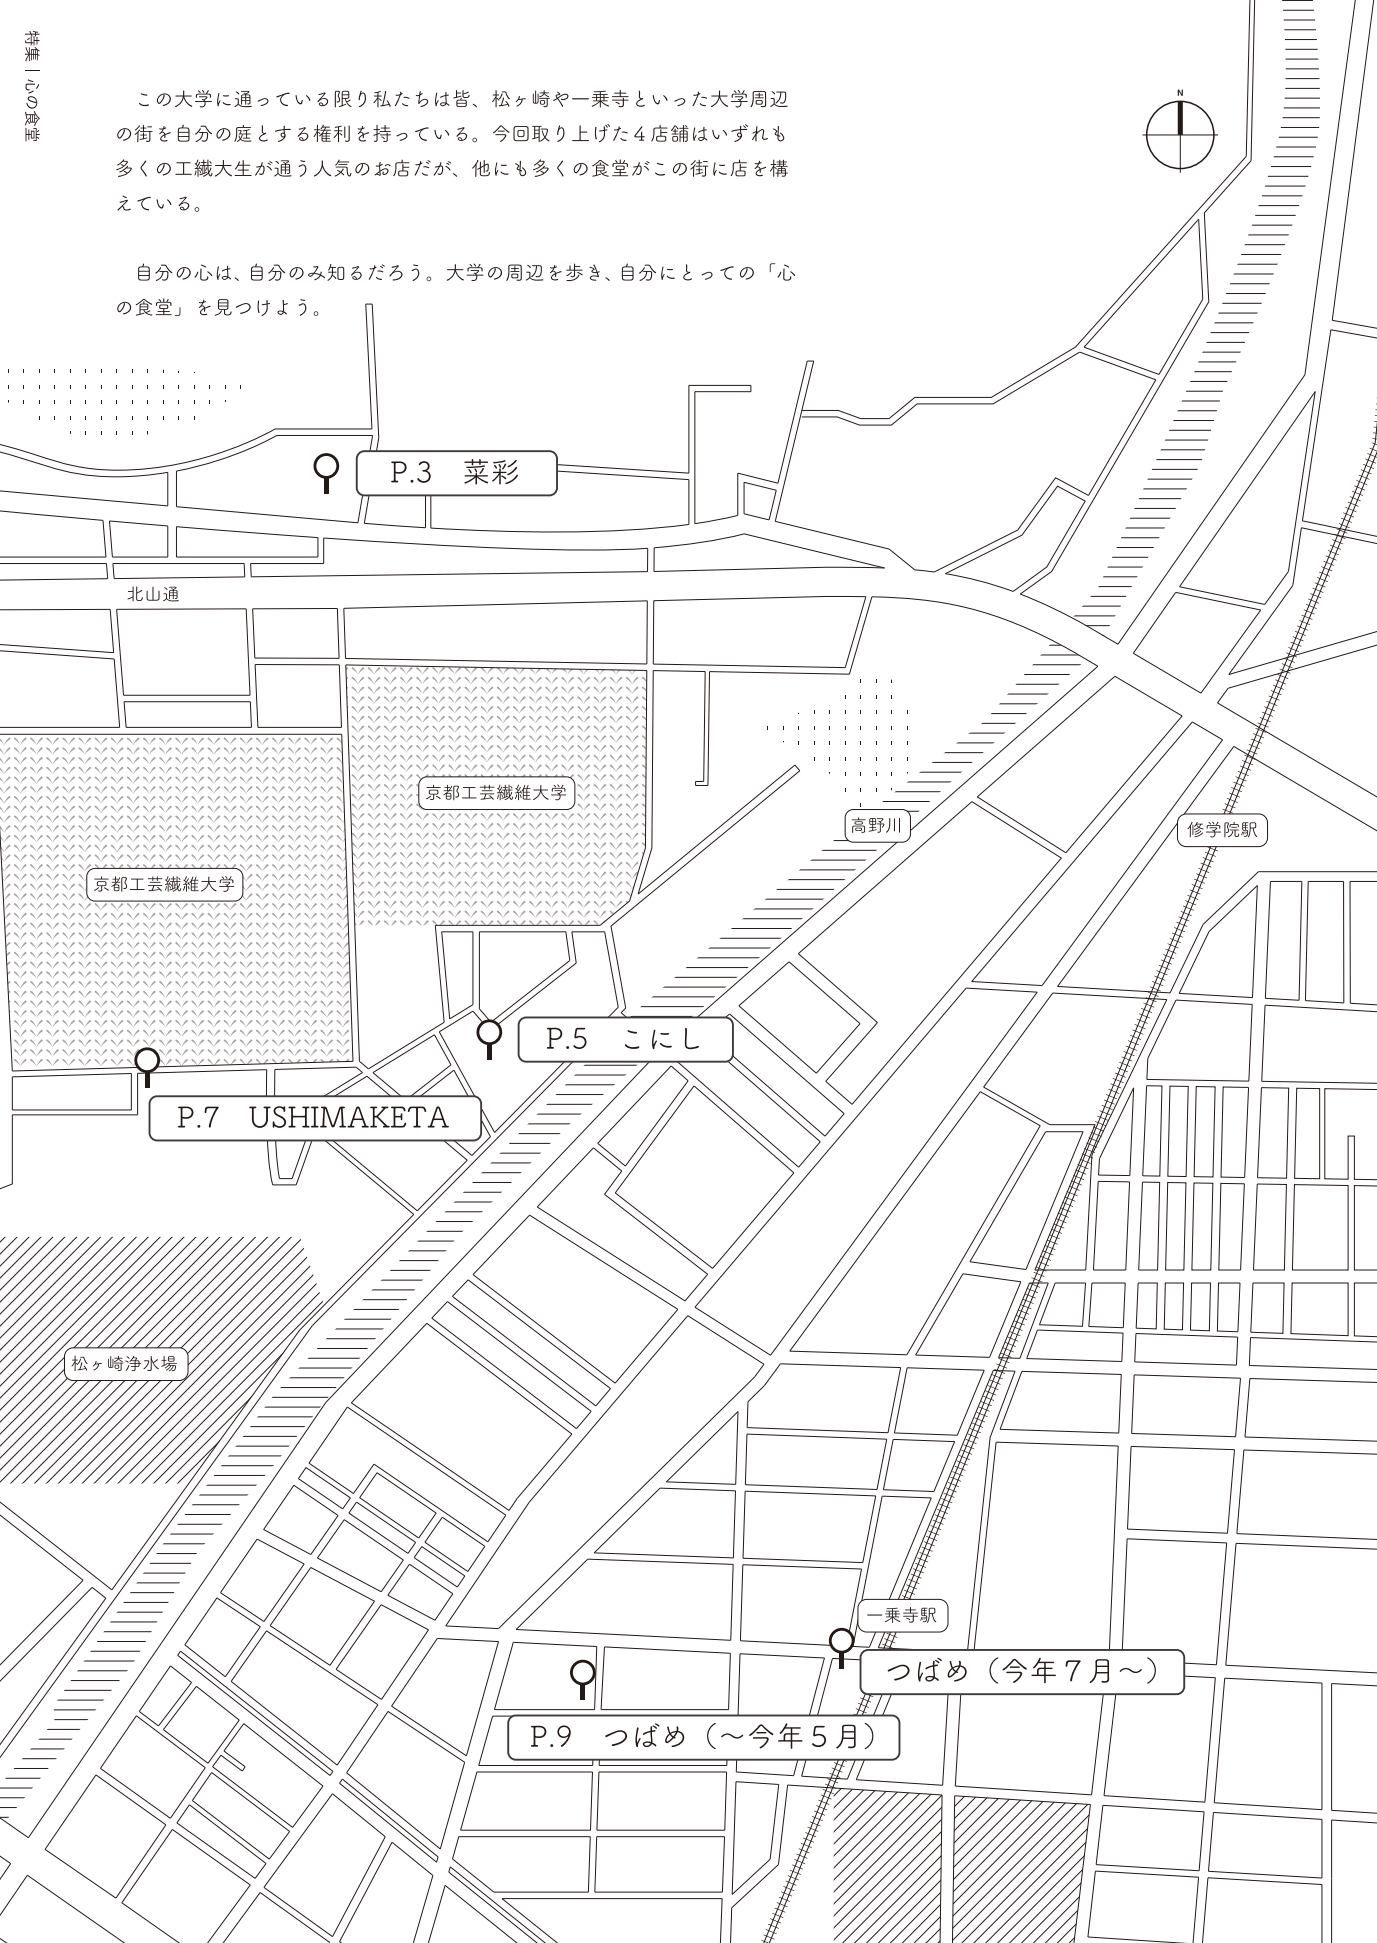 特集｜心の食堂
　この大学に通っている限り私たちは皆、松ヶ崎や一乗寺といった大学周辺
の街を自分の庭とする権利を持っている。今回取り上げた４店舗はいずれも
多くの工繊大生が通う人気のお店だが、他にも多くの食堂がこの街に店を構
えている。
　自分の心は、自分のみ知るだろう。大学の周辺を歩き、自分にとっての「心
の食堂」を見つけよう。
N
P.3　菜彩
北山通
京都工芸繊維大学
高野川
修学院駅
京都工芸繊維大学
P.5　こにし
P.7　USHIMAKETA
松ヶ崎浄水場
一乗寺駅
つばめ（今年７月〜）
P.9　つばめ（〜今年５月）